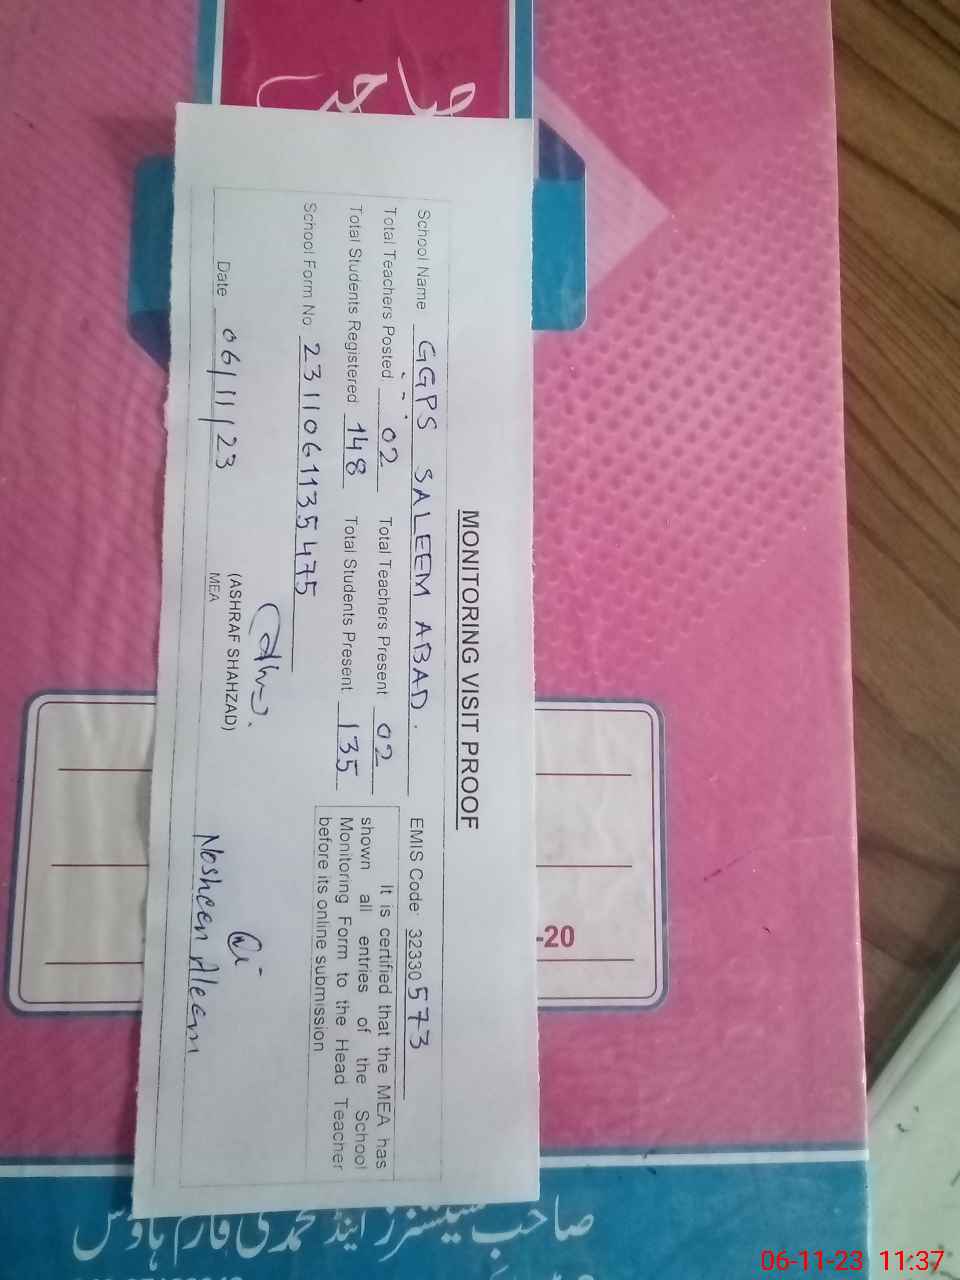 صاحب
MONITORING VISIT PROOF
School Name GGPS SALEEM ABAD. EMIS Code: 32330573
Total Teachers Posted 02 Total Teachers Present 02
Total Students Registered 148 Total Students Present 135
School Form No 2311061135475
It is certified that the MEA has
shown all entries of the School
Monitoring Form to the Head Teacher
before its online submission
Date 06/11/23
(ASHRAF SHAHZAD)
MEA
Nosheen Aleem
-20
صاحب سٹیشنرز اینڈ محمدی فارم ہاؤس
06-11-23 11:37